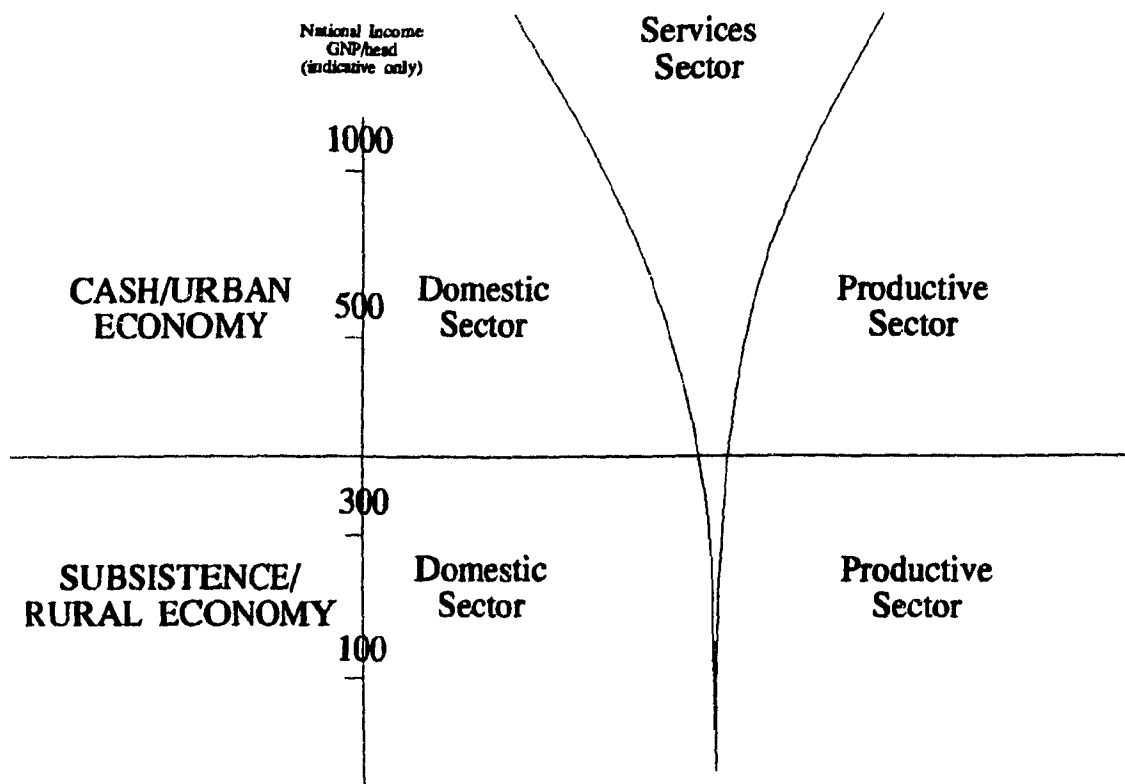 National Income
GNP/head
(indicative only)
Services
Sector
1000
CASH/URBAN
ECONOMY
500
Domestic
Sector
Productive
Sector
300
SUBSISTENCE/
RURAL ECONOMY
Domestic
Sector
Productive
Sector
100